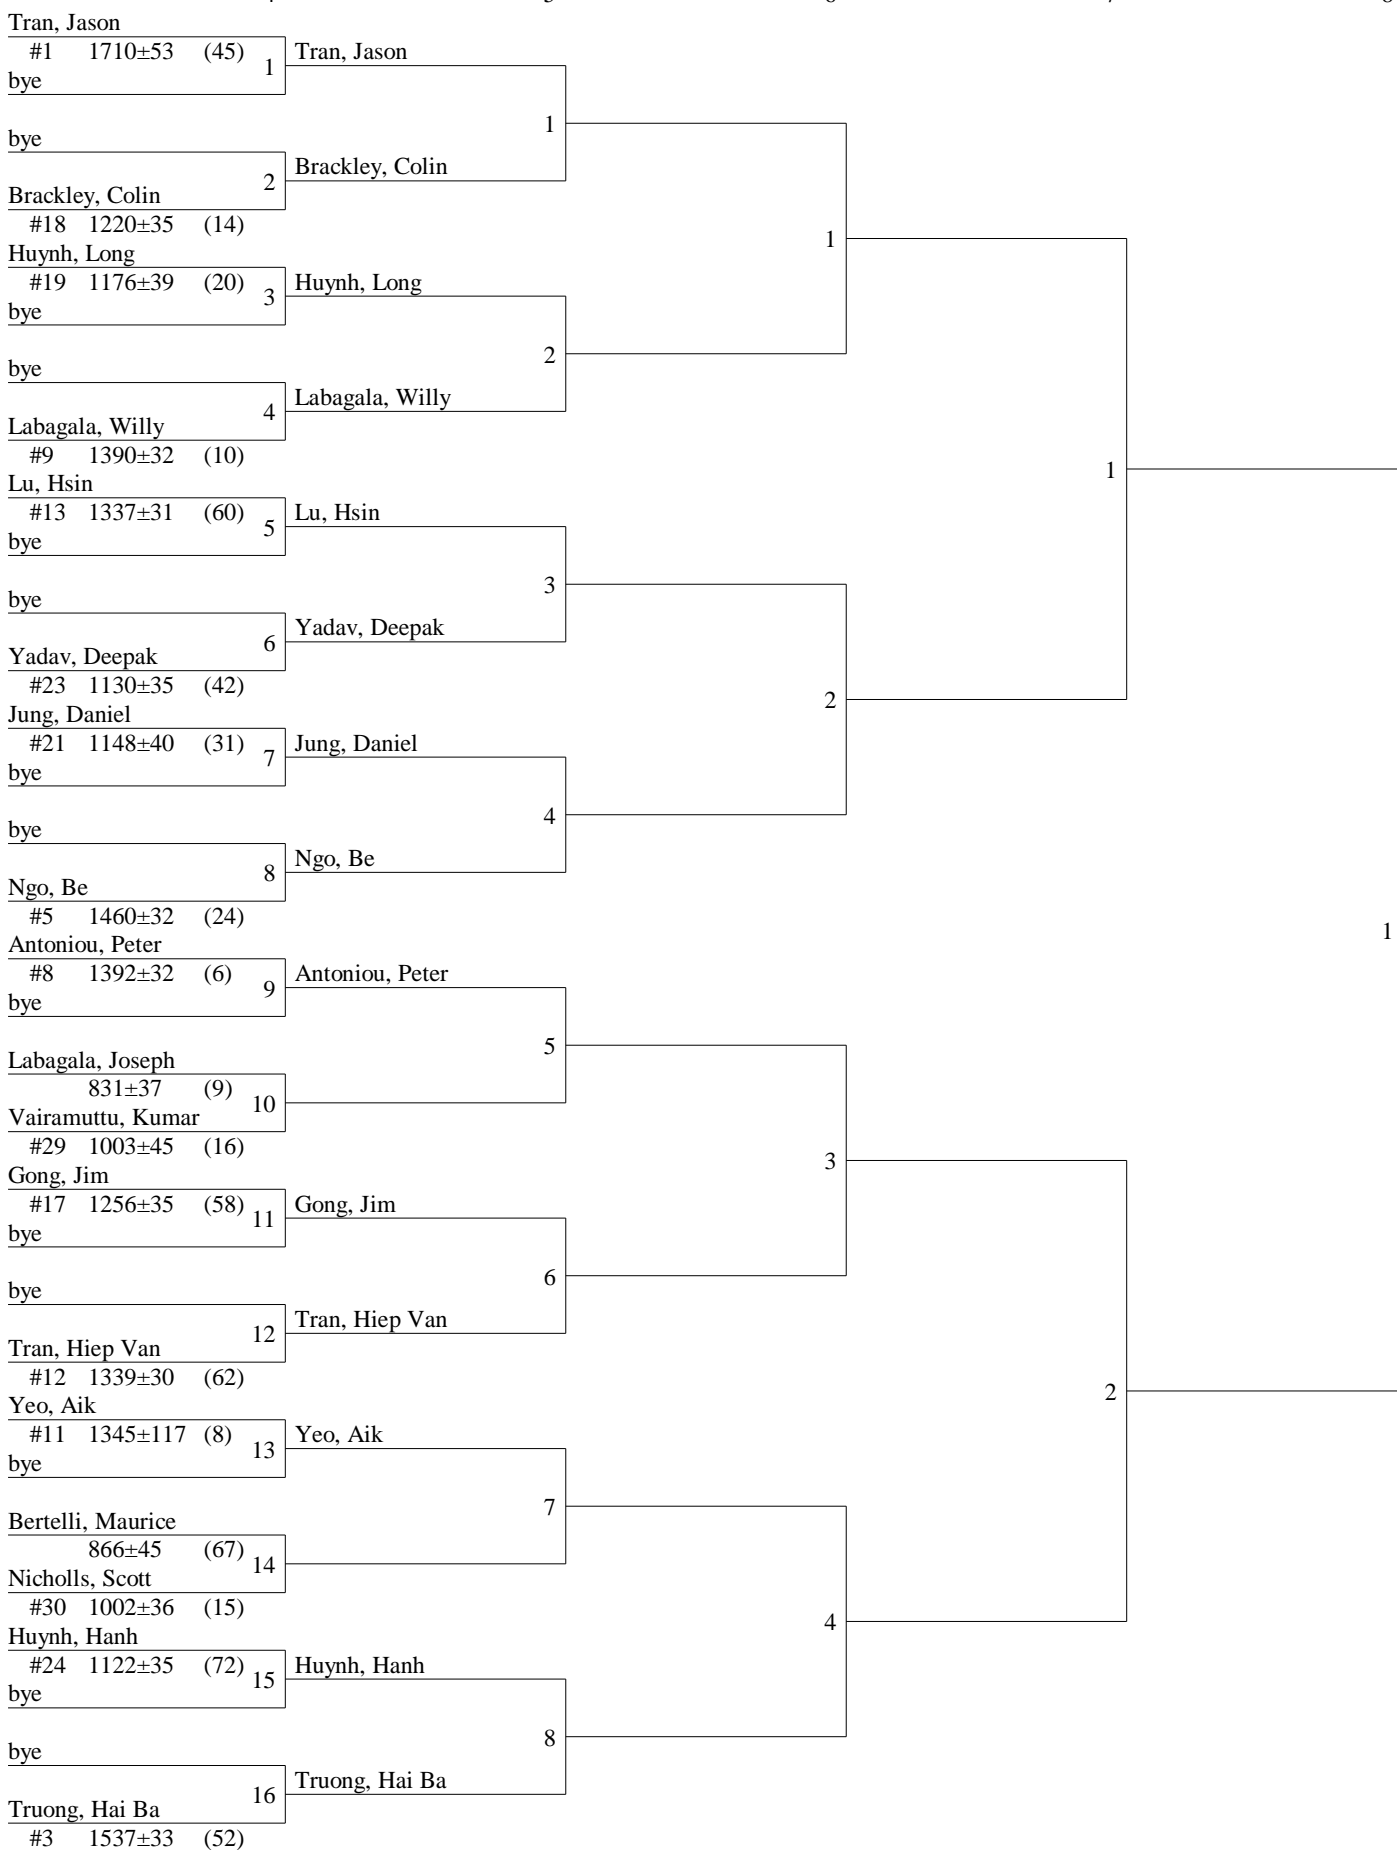 Tran, Jason
#1 1710±53 (45) 1 Tran, Jason
bye
1
bye
2 Brackley, Colin
Brackley, Colin
#18 1220±35 (14)
1
Huynh, Long
#19 1176±39 (20) 3 Huynh, Long
bye
2
bye
4 Labagala, Willy
Labagala, Willy
#9 1390±32 (10)
1
Lu, Hsin
#13 1337±31 (60) 5 Lu, Hsin
bye
3
bye
6 Yadav, Deepak
Yadav, Deepak
#23 1130±35 (42)
2
Jung, Daniel
#21 1148±40 (31) 7 Jung, Daniel
bye
4
bye
8 Ngo, Be
Ngo, Be
#5 1460±32 (24)
1
Antoniou, Peter
#8 1392±32 (6) 9 Antoniou, Peter
bye
5
Labagala, Joseph
831±37 (9) 10
Vairamuttu, Kumar
#29 1003±45 (16)
3
Gong, Jim
#17 1256±35 (58) 11 Gong, Jim
bye
6
bye
12 Tran, Hiep Van
Tran, Hiep Van
#12 1339±30 (62)
2
Yeo, Aik
#11 1345±117 (8) 13 Yeo, Aik
bye
7
Bertelli, Maurice
866±45 (67) 14
Nicholls, Scott
#30 1002±36 (15)
4
Huynh, Hanh
#24 1122±35 (72) 15 Huynh, Hanh
bye
8
bye
16 Truong, Hai Ba
Truong, Hai Ba
#3 1537±33 (52)